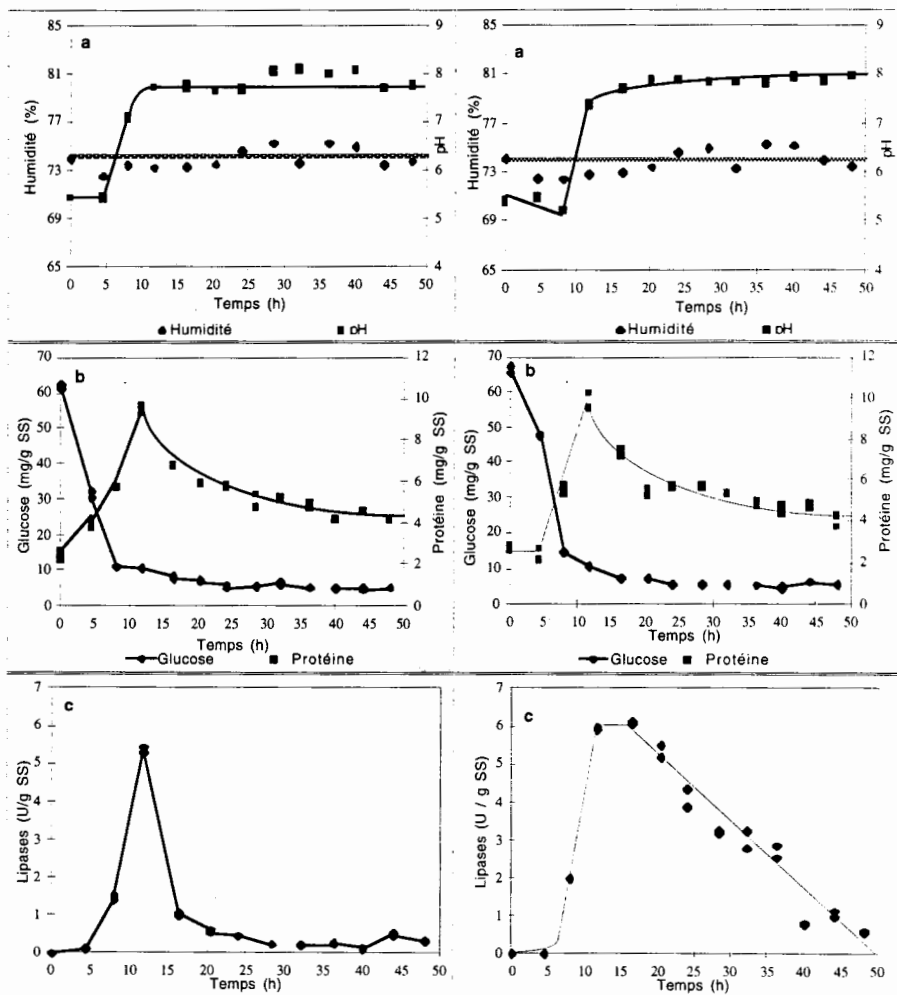 a
85
81
77
73
69
65
9
8
7
6
5
4
Humidité (%)
pH
0 5 10 15 20 25 30 35 40 45 50
Temps (h)
Humidité pH
a
85
81
77
73
69
65
9
8
7
6
5
4
Humidité (%)
pH
0 5 10 15 20 25 30 35 40 45 50
Temps (h)
Humidité pH
b
70
60
50
40
30
20
10
0
12
10
8
6
4
2
0
Glucose (mg/g SS)
Protéine (mg/g SS)
0 5 10 15 20 25 30 35 40 45 50
Temps (h)
Glucose Protéine
b
70
60
50
40
30
20
10
0
12
10
8
6
4
2
0
Glucose (mg/g SS)
Protéine (mg/g SS)
0 5 10 15 20 25 30 35 40 45 50
Temps (h)
Glucose Protéine
c
7
6
5
4
3
2
1
0
Lipases (U/g SS)
0 5 10 15 20 25 30 35 40 45 50
Temps (h)
c
7
6
5
4
3
2
1
0
Lipases (U / g SS)
0 5 10 15 20 25 30 35 40 45 50
Temps (h)